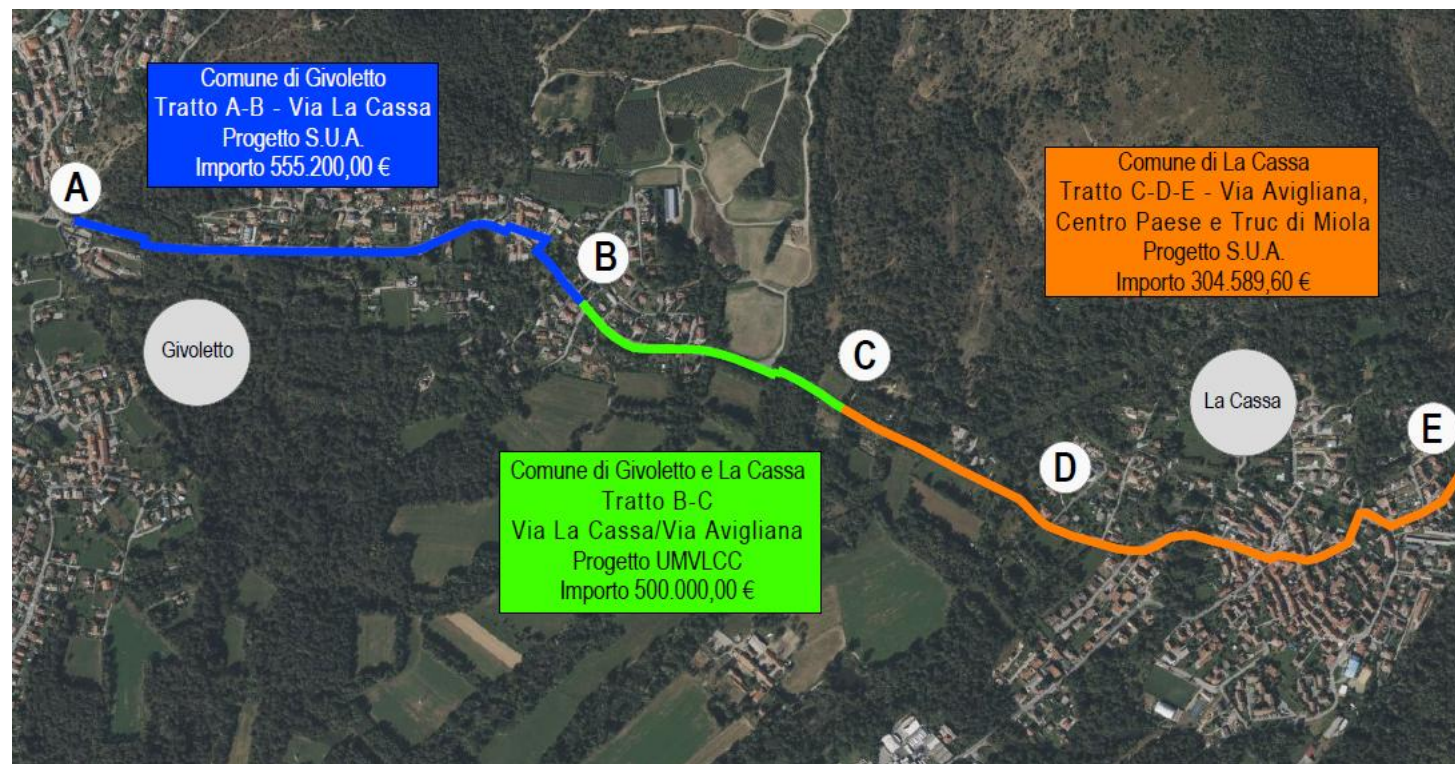 Comune di Givoletto
Tratto A-B - Via La Cassa
Progetto S.U.A.
Importo 555.200,00 €
A
B
Givoletto
Comune di La Cassa
Tratto C-D-E - Via Avigliana,
Centro Paese e Truc di Miola
Progetto S.U.A.
Importo 304.589,60 €
C
La Cassa
D
E
Comune di Givoletto e La Cassa
Tratto B-C
Via La Cassa/Via Avigliana
Progetto UMVLCC
Importo 500.000,00 €